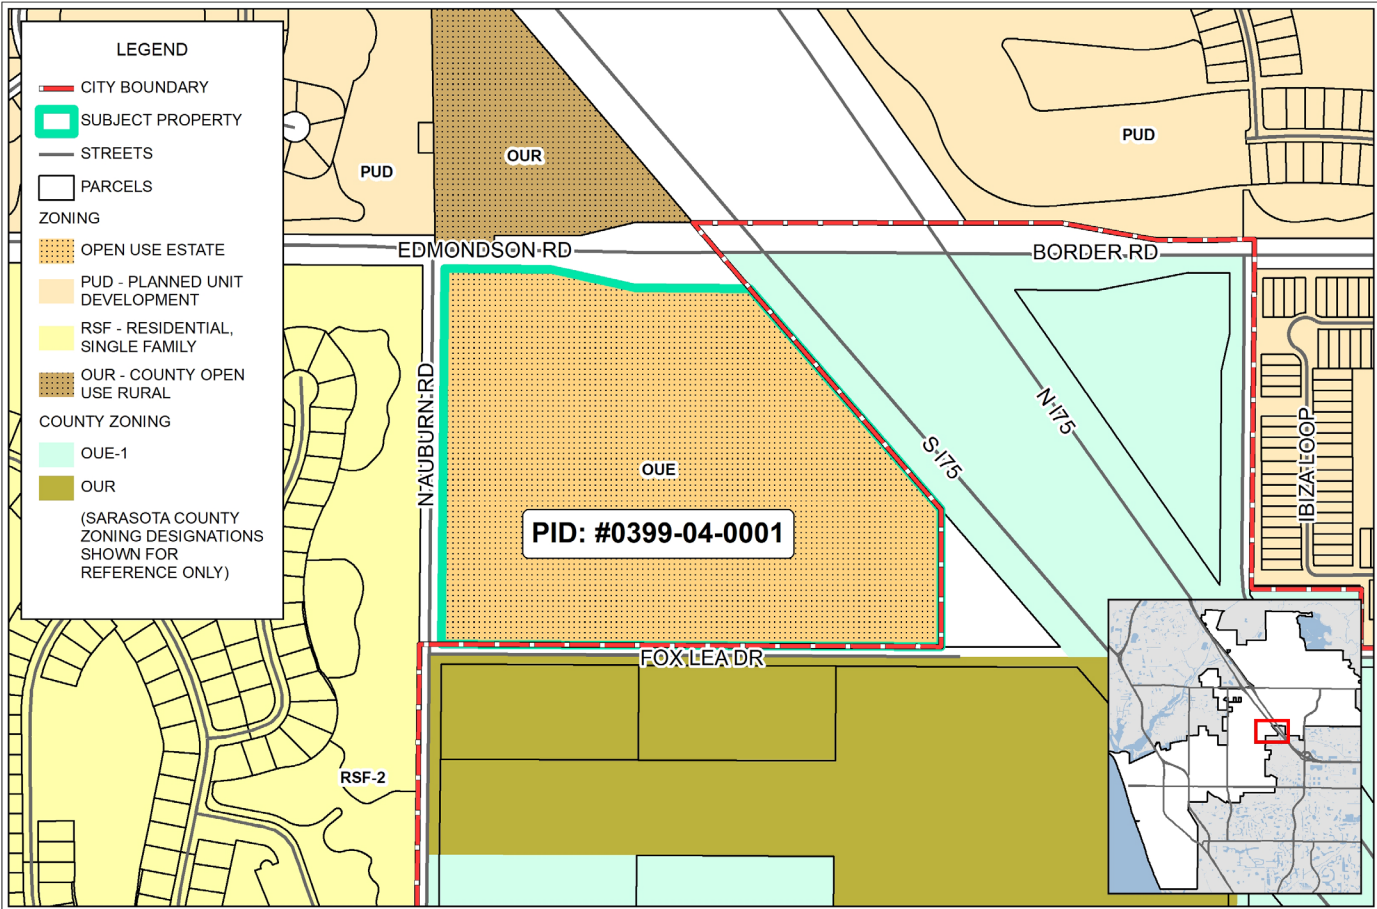 LEGEND
CITY BOUNDARY
SUBJECT PROPERTY
STREETS
PARCELS
ZONING
OPEN USE ESTATE
PUD - PLANNED UNIT
DEVELOPMENT
RSF - RESIDENTIAL,
SINGLE FAMILY
OUR - COUNTY OPEN
USE RURAL
COUNTY ZONING
OUE-1
OUR
(SARASOTA COUNTY
ZONING DESIGNATIONS
SHOWN FOR
REFERENCE ONLY)
PUD
OUR
PUD
EDMONDSON RD
BORDER RD
N AUBURN RD
N I75
S I75
IBIZA LOOP
OUE
PID: #0399-04-0001
FOX LEA DR
RSF-2